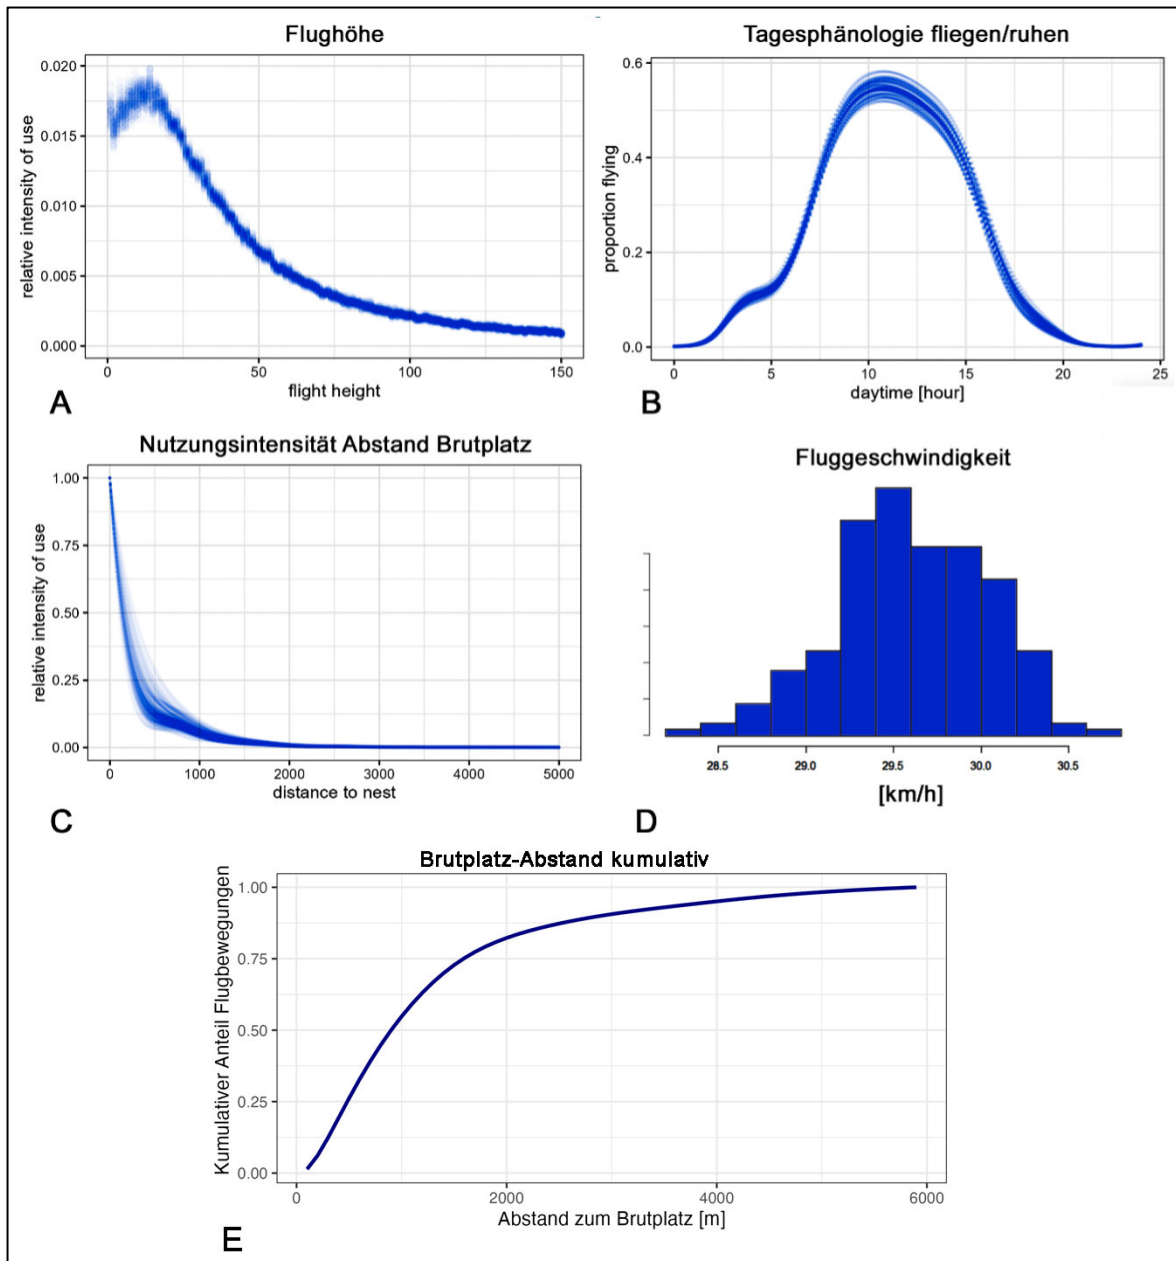 Flughöhe
relative intensity of use
0.020
0.015
0.010
0.005
0.000
0 50 100 150
flight height
A
Tagesphänologie fliegen/ruhen
proportion flying
0.6
0.4
0.2
0.0
0 5 10 15 20 25
daytime [hour]
B
Nutzungsintensität Abstand Brutplatz
relative intensity of use
1.00
0.75
0.50
0.25
0.00
0 1000 2000 3000 4000 5000
distance to nest
C
Fluggeschwindigkeit
28.5 29.0 29.5 30.0 30.5
[km/h]
D
Brutplatz-Abstand kumulativ
Kumulativer Anteil Flugbewegungen
1.00
0.75
0.50
0.25
0.00
0 2000 4000 6000
Abstand zum Brutplatz [m]
E